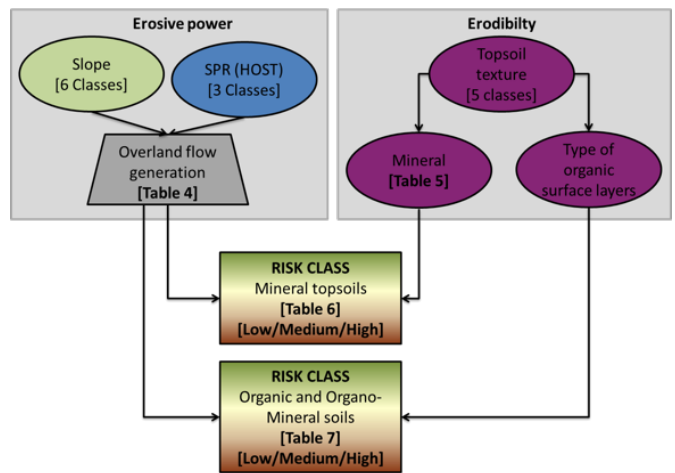 Erosive power
Slope
[6 Classes]
SPR (HOST)
[3 Classes]
Overland flow
generation
[Table 4]
Erodibilty
Topsoil
texture
[5 classes]
Mineral
[Table 5]
Type of
organic
surface layers
RISK CLASS
Mineral topsoils
[Table 6]
[Low/Medium/High]
RISK CLASS
Organic and Organo-
Mineral soils
[Table 7]
[Low/Medium/High]